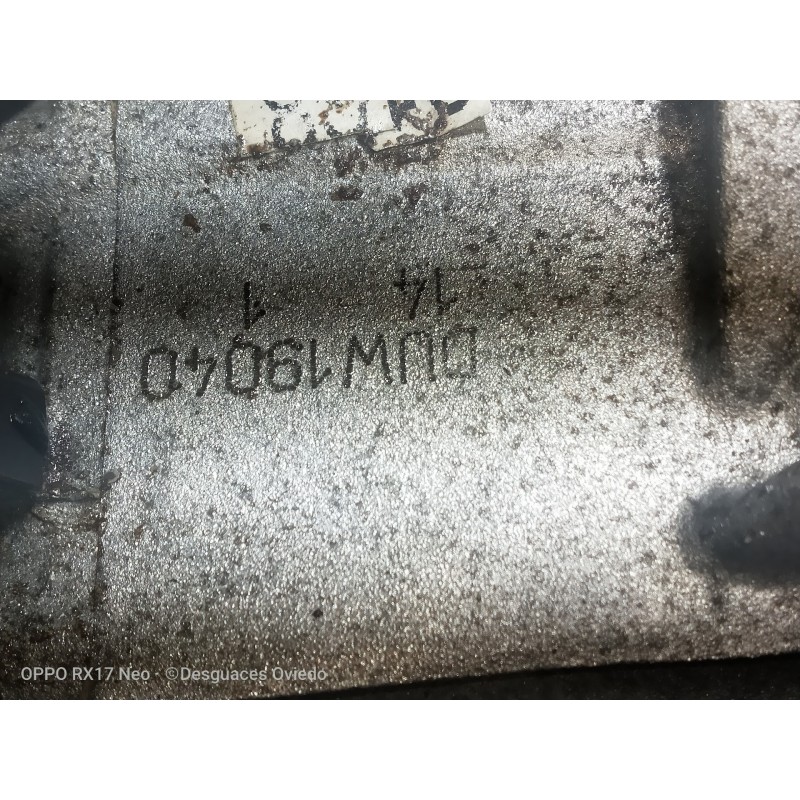 DUW19040
14 1
OPPO RX17 Neo - ©Desguaces Oviedo